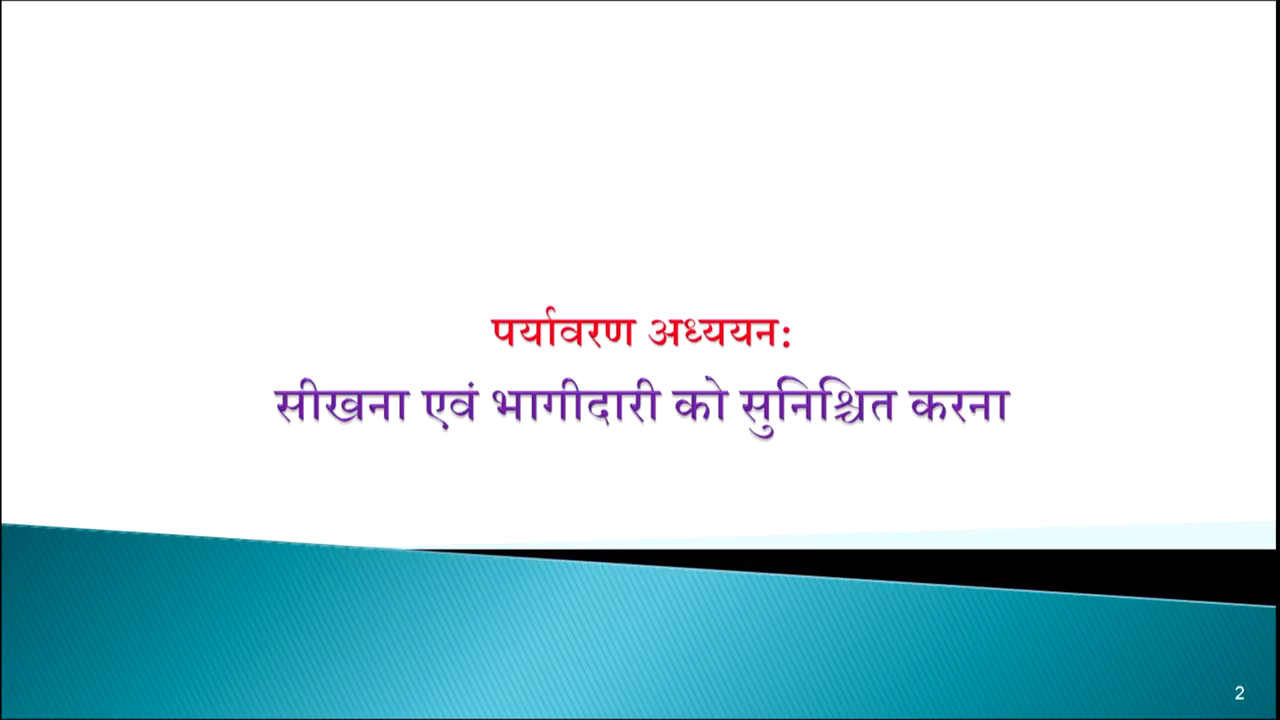 पर्यावरण अध्ययन:
सीखना एवं भागीदारी को सुनिश्चित करना
2